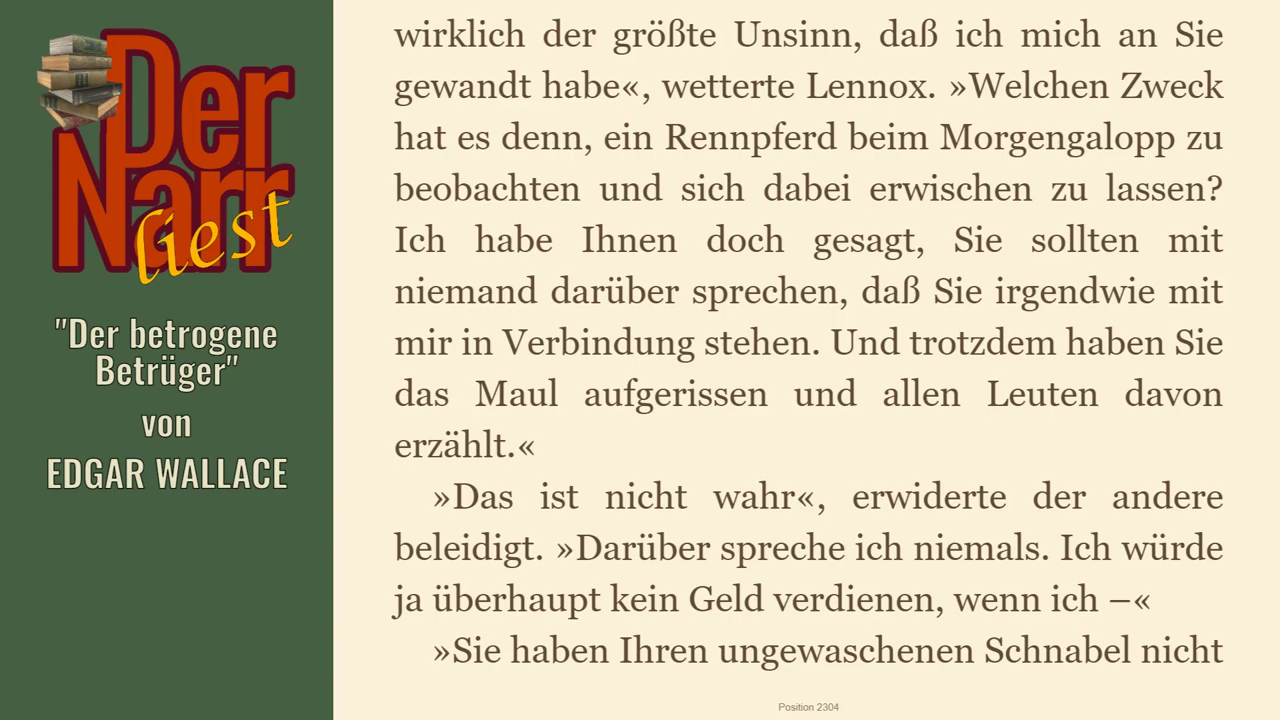 Der
Narr
liest
"Der betrogene
Betrüger"
von
EDGAR WALLACE
wirklich der größte Unsinn, daß ich mich an Sie
gewandt habe«, wetterte Lennox. »Welchen Zweck
hat es denn, ein Rennpferd beim Morgengalopp zu
beobachten und sich dabei erwischen zu lassen?
Ich habe Ihnen doch gesagt, Sie sollten mit
niemand darüber sprechen, daß Sie irgendwie mit
mir in Verbindung stehen. Und trotzdem haben Sie
das Maul aufgerissen und allen Leuten davon
erzählt.«
»Das ist nicht wahr«, erwiderte der andere
beleidigt. »Darüber spreche ich niemals. Ich würde
ja überhaupt kein Geld verdienen, wenn ich –«
»Sie haben Ihren ungewaschenen Schnabel nicht
Position 2304